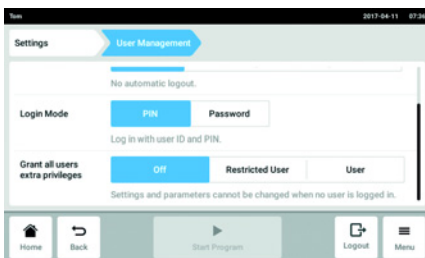 Tom 2017-04-11 07:36
Settings User Management
No automatic logout.
Login Mode PIN Password
Log in with user ID and PIN.
Grant all users
extra privileges Off Restricted User User
Settings and parameters cannot be changed when no user is logged in.
Home Back Start Program Logout Menu